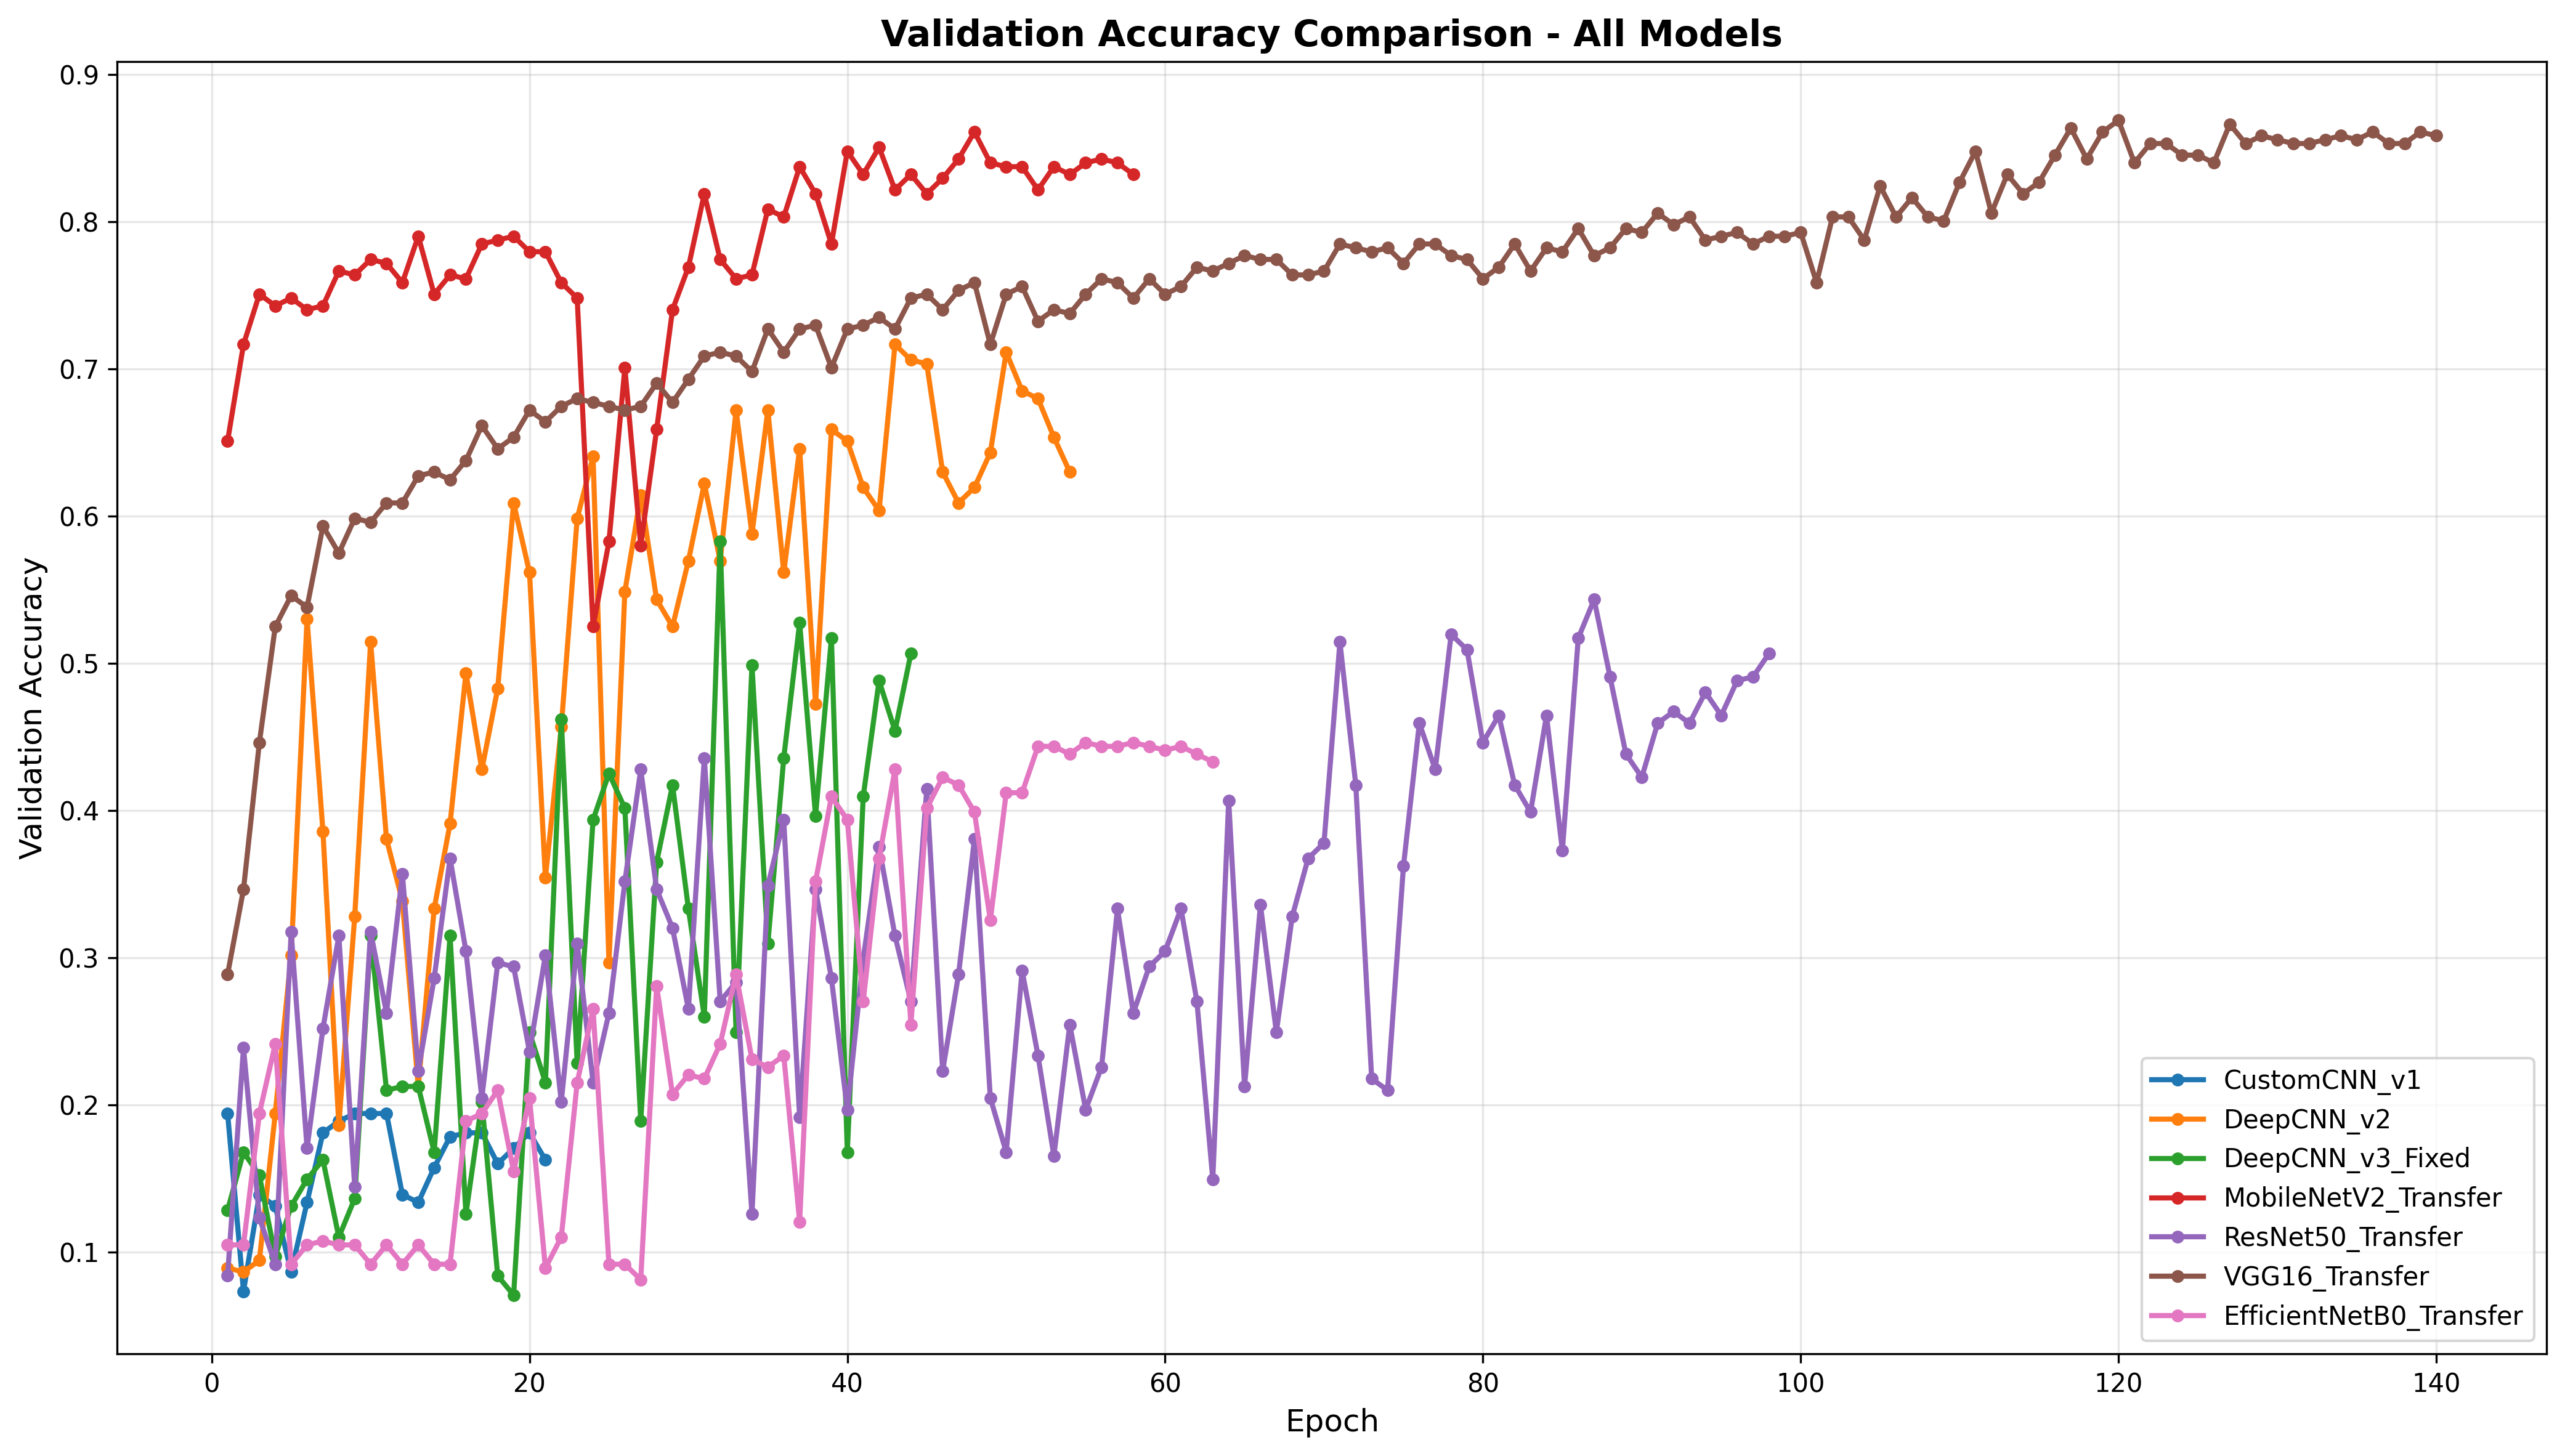 Validation Accuracy Comparison - All Models
Validation Accuracy
0.9
0.8
0.7
0.6
0.5
0.4
0.3
0.2
0.1
0 20 40 60 80 100 120 140
Epoch
CustomCNN_v1
DeepCNN_v2
DeepCNN_v3_Fixed
MobileNetV2_Transfer
ResNet50_Transfer
VGG16_Transfer
EfficientNetB0_Transfer